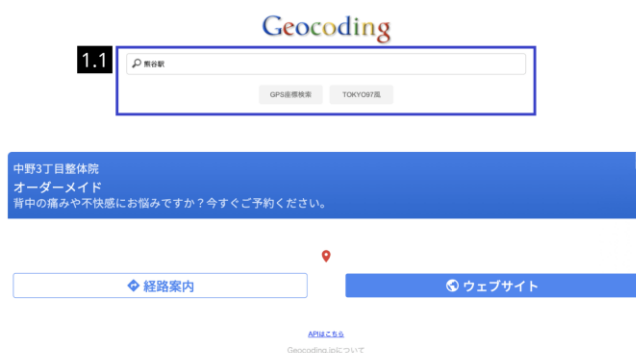 Geocoding
1.1
熊谷駅
GPS座標検索
TOKYO97風
中野3丁目整体院
オーダーメイド
背中の痛みや不快感にお悩みですか？今すぐご予約ください。
経路案内
ウェブサイト
APIはこちら
Geocoding.jpについて